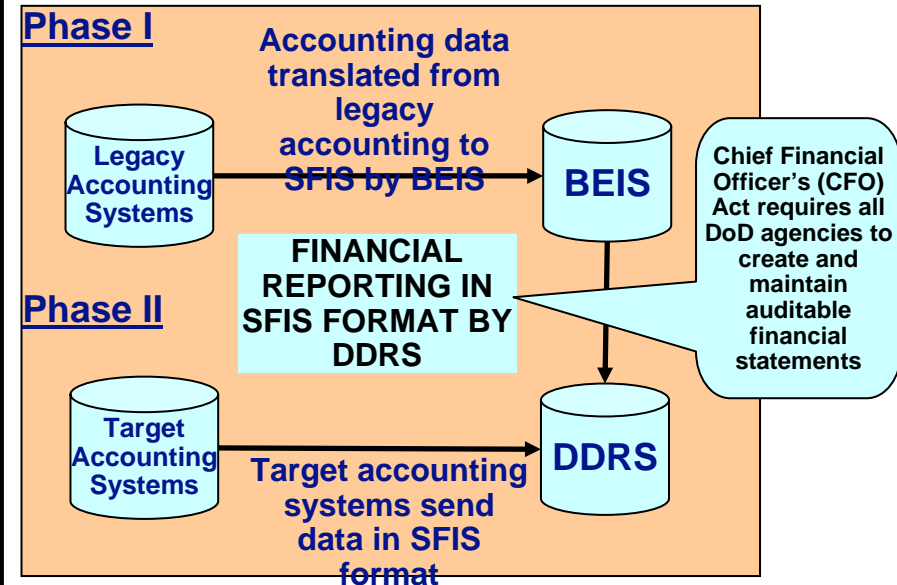 Phase I
Accounting data
translated from
legacy
accounting to
SFIS by BEIS
Legacy
Accounting
Systems
BEIS
Chief Financial
Officer's (CFO)
Act requires all
DoD agencies to
create and
maintain
auditable
financial
statements
FINANCIAL
REPORTING IN
SFIS FORMAT BY
DDRS
Phase II
Target
Accounting
Systems
DDRS
Target accounting
systems send
data in SFIS
format